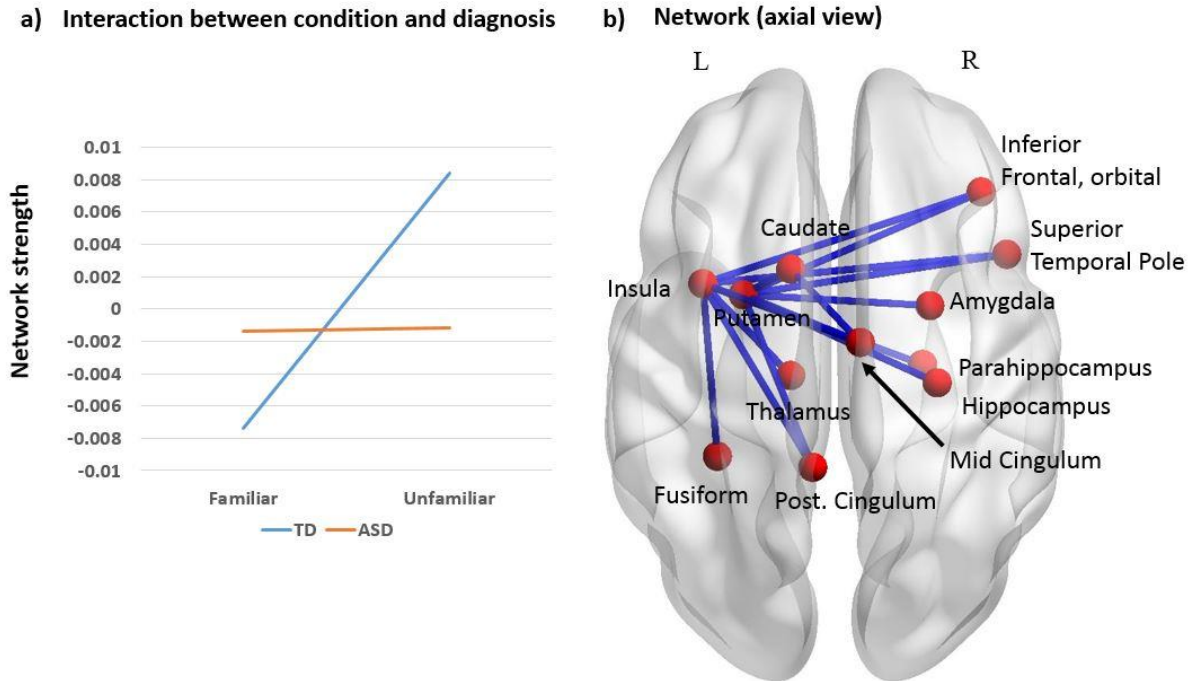 a) Interaction between condition and diagnosis
Network strength
0.01
0.008
0.006
0.004
0.002
0
-0.002
-0.004
-0.006
-0.008
-0.01
Familiar Unfamiliar
TD ASD
b) Network (axial view)
L R
Inferior
Frontal, orbital
Caudate
Superior
Temporal Pole
Insula
Putamen
Amygdala
Parahippocampus
Thalamus
Hippocampus
Mid Cingulum
Fusiform
Post. Cingulum